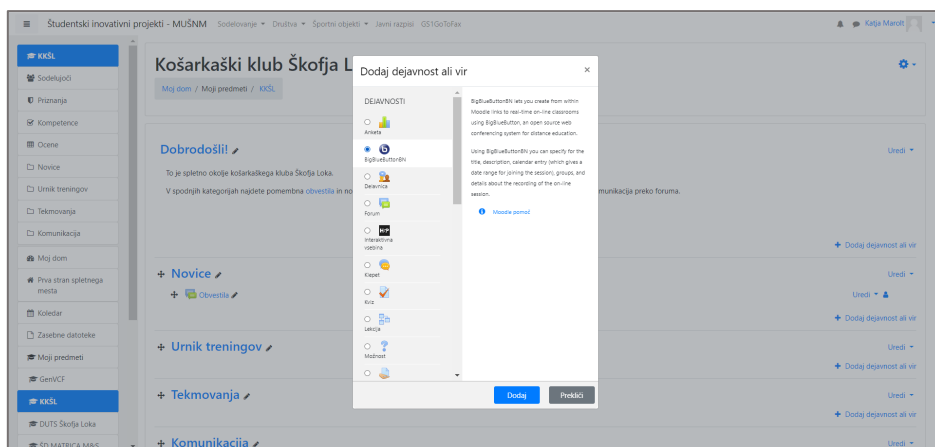 Študentski inovativni projekti - MUŠNM Sodelovanje Društva Športni objekti Javni razpisi GS1GoToFax Katja Marolt
KKŠL
Sodelujoči
Priznanja
Kompetence
Ocene
Novice
Urnik treningov
Tekmovanja
Komunikacija
Moj dom
Prva stran spletnega
mesta
Koledar
Zasebne datoteke
Moji predmeti
GenVCF
KKŠL
DUTS Škofja Loka
ŠD MATRICA M&S
Košarkaški klub Škofja L
Moj dom / Moji predmeti / KKŠL
Dobrodošli! Uredi
To je spletno okolje košarkaškega kluba Škofja Loka.
V spodnjih kategorijah najdete pomembna obvestila in no munikacija preko foruma.
+ Dodaj dejavnost ali vir
Novice Uredi
Obvestila Uredi
+ Dodaj dejavnost ali vir
Urnik treningov Uredi
+ Dodaj dejavnost ali vir
Tekmovanja Uredi
+ Dodaj dejavnost ali vir
Komunikacija Uredi
Dodaj dejavnost ali vir ×
DEJAVNOSTI
Anketa
BigBlueButtonBN
Delavnica
Forum
H5P
Interaktivna
vsebina
Klepet
Kviz
Lekcija
Možnost
BigBlueButtonBN lets you create from within
Moodle links to real-time on-line classrooms
using BigBlueButton, an open source web
conferencing system for distance education.
Using BigBlueButtonBN you can specify for the
title, description, calendar entry (which gives a
date range for joining the session), groups, and
details about the recording of the on-line
session.
Moodle pomoč
Dodaj Prekliči